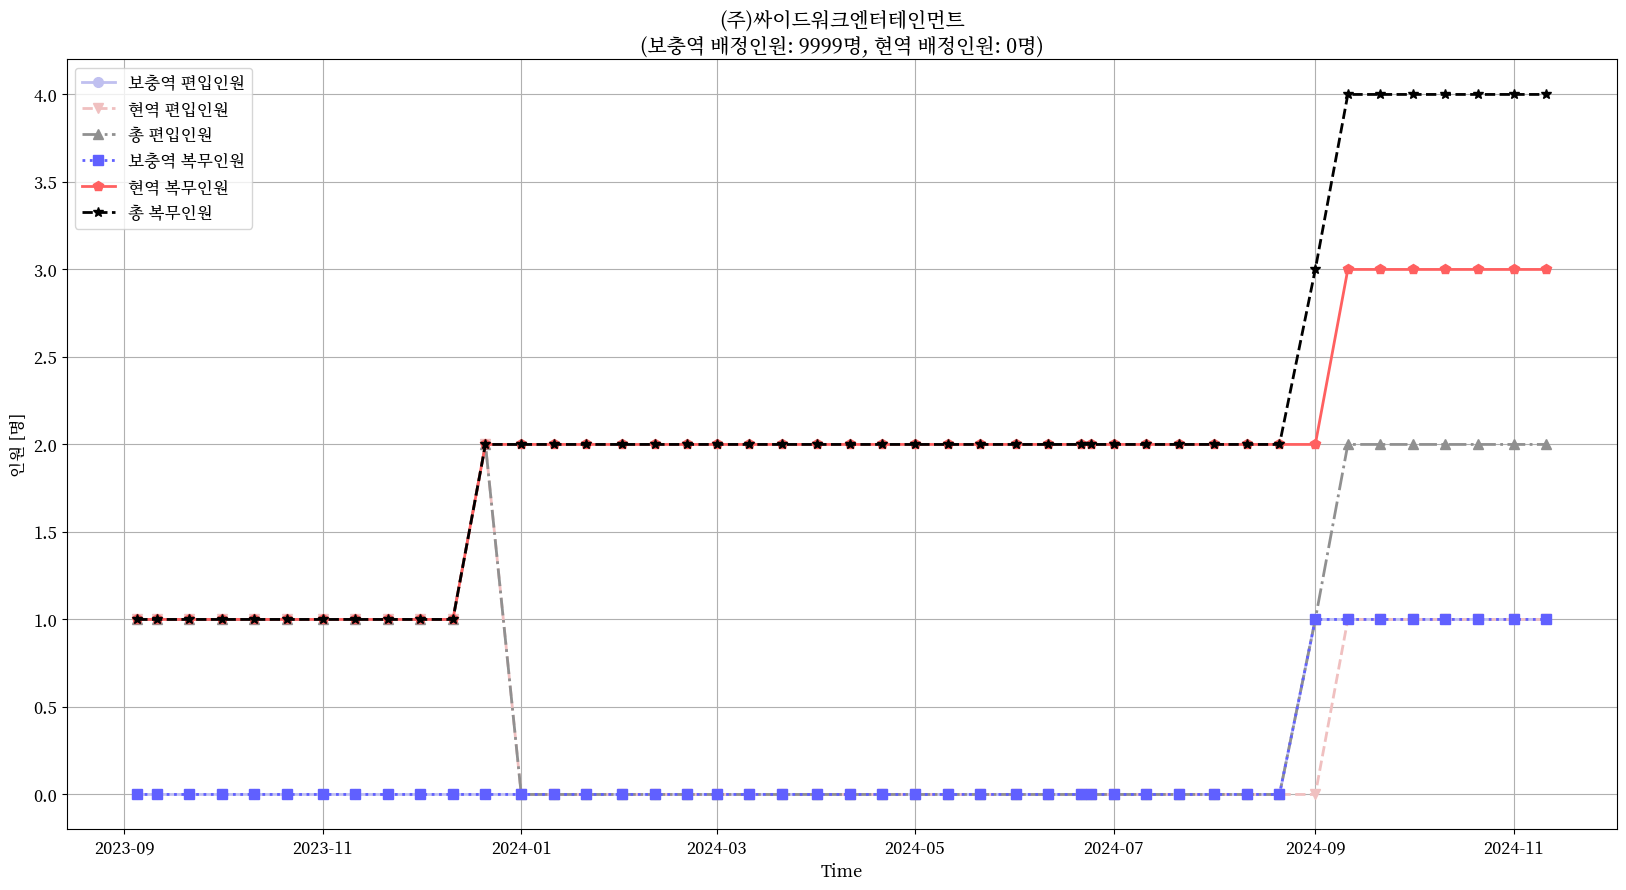 (주)싸이드워크엔터테인먼트
(보충역 배정인원: 9999명, 현역 배정인원: 0명)
보충역 편입인원
현역 편입인원
총 편입인원
보충역 복무인원
현역 복무인원
총 복무인원
4.0
3.5
3.0
2.5
2.0
1.5
1.0
0.5
0.0
인원 [명]
2023-09 2023-11 2024-01 2024-03 2024-05 2024-07 2024-09 2024-11
Time